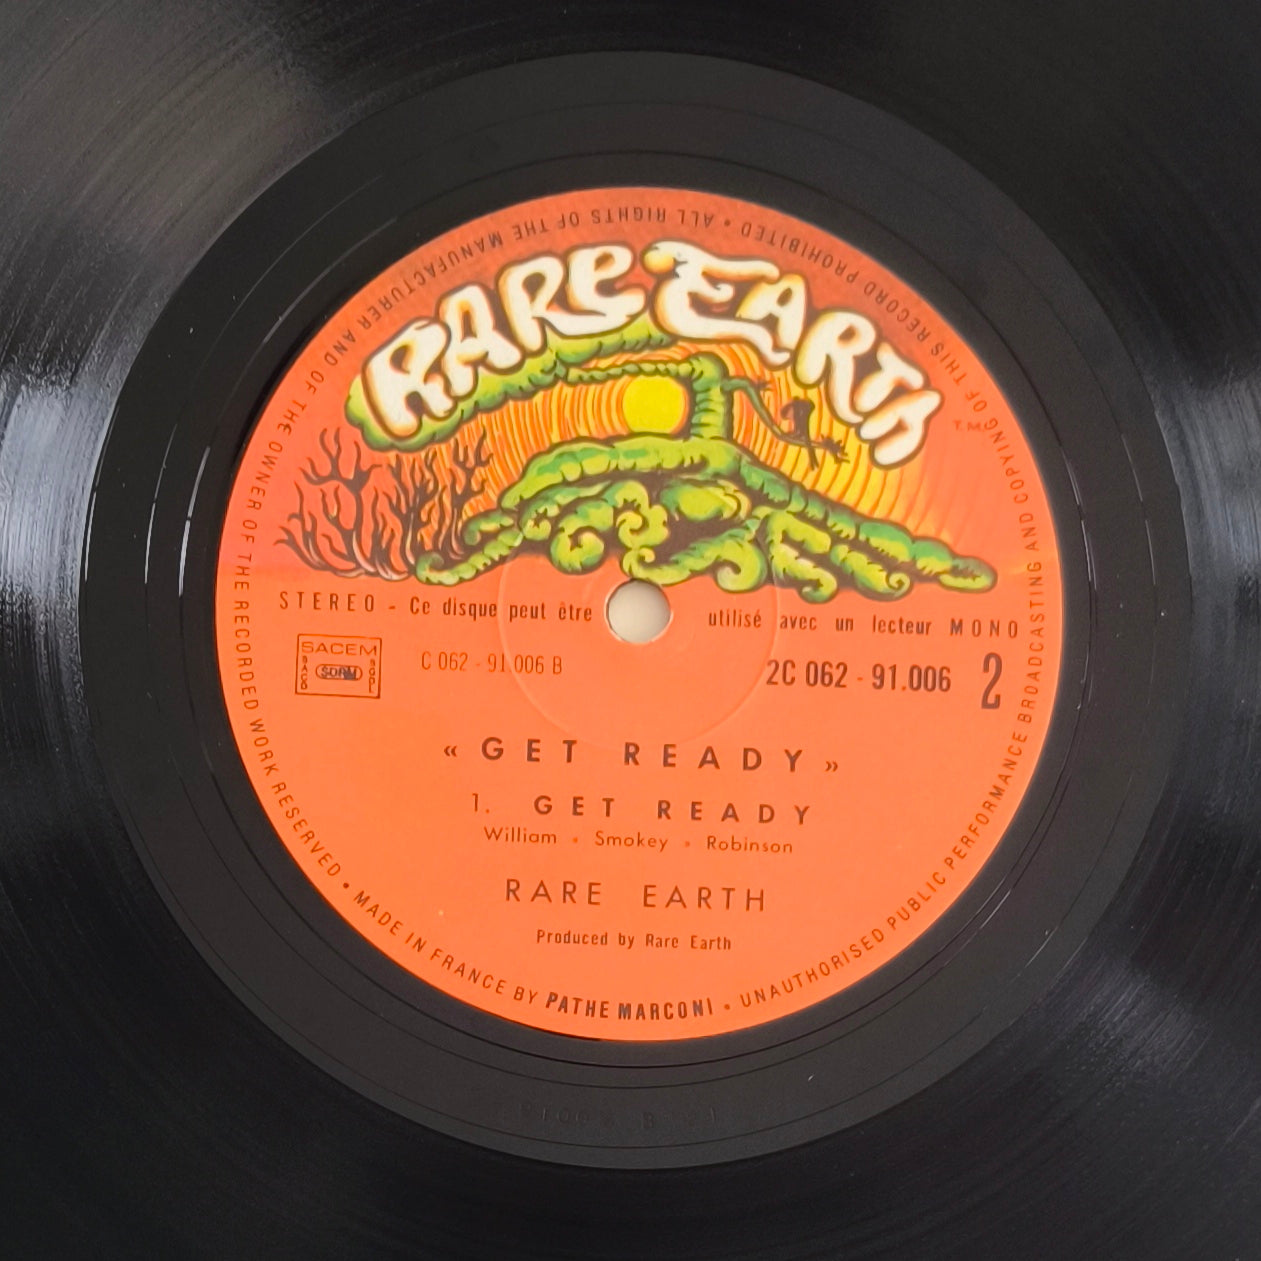 RARE EARTH
T.M.
STEREO - Ce disque peut être utilisé avec un lecteur MONO
SACEM
SACD SDRM SGDL
C 062 - 91.006 B
2C 062 - 91.006 2
« GET READY »
1. GET READY
William - Smokey - Robinson
RARE EARTH
Produced by Rare Earth
MADE IN FRANCE BY PATHE MARCONI • UNAUTHORISED PUBLIC PERFORMANCE BROADCASTING AND COPYING OF THIS RECORD PROHIBITED • ALL RIGHTS OF THE MANUFACTURER AND OF THE OWNER OF THE RECORDED WORK RESERVED •